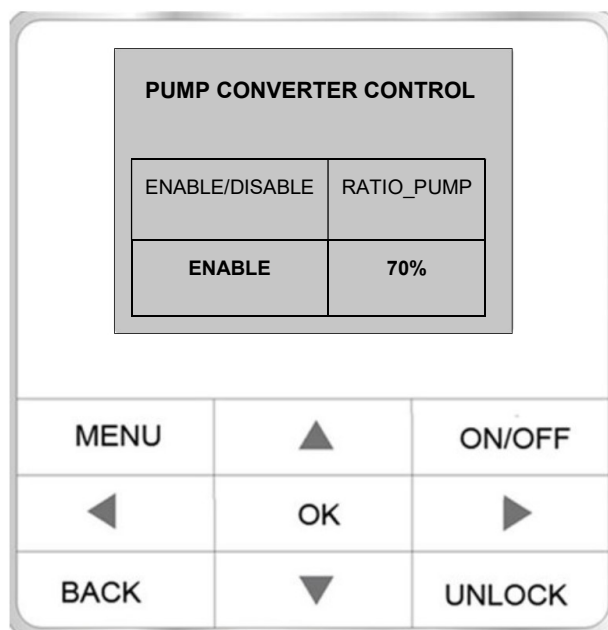 PUMP CONVERTER CONTROL
ENABLE/DISABLE RATIO_PUMP
ENABLE 70%
MENU ON/OFF
OK
BACK UNLOCK